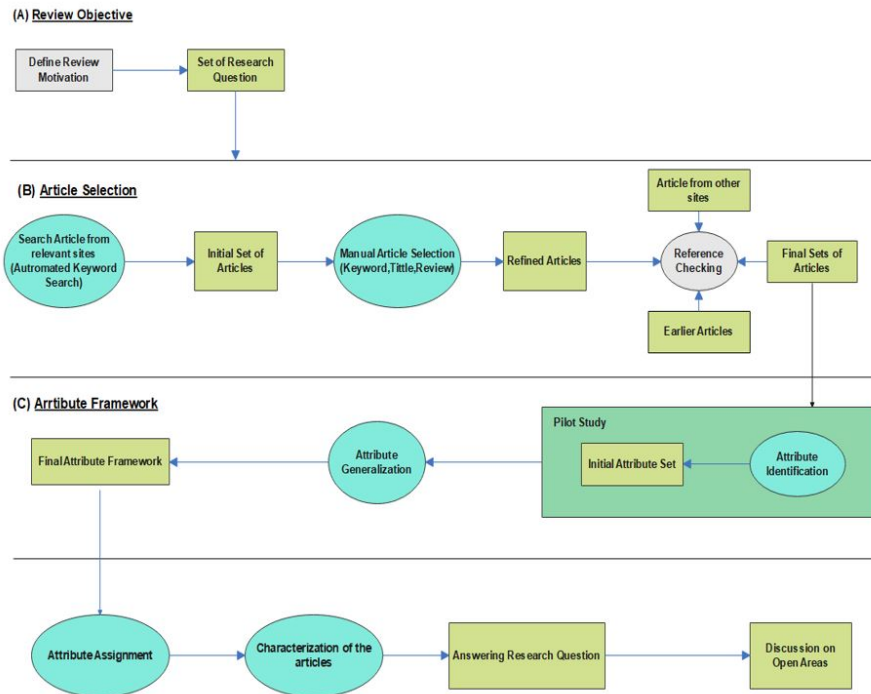 (A) Review Objective
Define Review
Motivation
Set of Research
Question
(B) Article Selection
Search Article from
relevant sites
(Autromated Keyword
Search)
Initial Set of
Articles
Manual Article Selection
(Keyword,Tittle,Review)
Refined Articles
Article from other
sites
Reference
Checking
Earlier Articles
Final Sets of
Articles
(C) Arrtibute Framework
Pilot Study
Attribute
Identification
Initial Attribute Set
Attribute
Generalization
Final Attribute Framework
Attribute Assignment
Characterization of the
articles
Answering Research Question
Discussion on
Open Areas